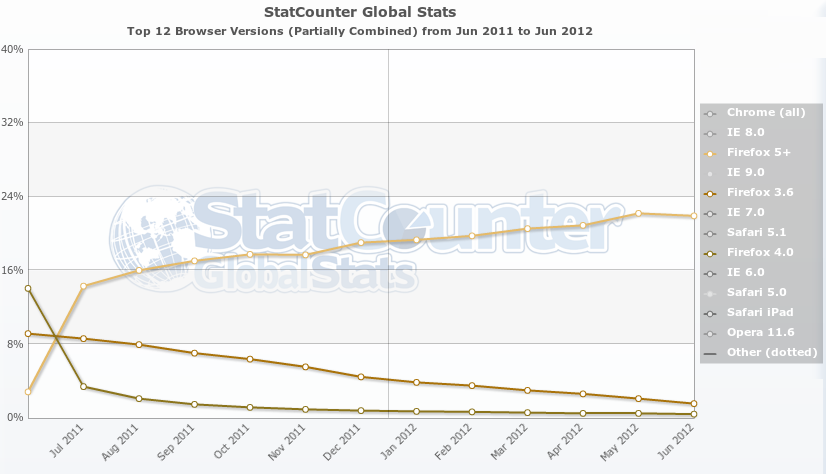 StatCounter Global Stats
Top 12 Browser Versions (Partially Combined) from Jun 2011 to Jun 2012
40%
32%
24%
16%
8%
0%
StatCounter
GlobalStats
Jul 2011
Aug 2011
Sep 2011
Oct 2011
Nov 2011
Dec 2011
Jan 2012
Feb 2012
Mar 2012
Apr 2012
May 2012
Jun 2012
Chrome (all)
IE 8.0
Firefox 5+
IE 9.0
Firefox 3.6
IE 7.0
Safari 5.1
Firefox 4.0
IE 6.0
Safari 5.0
Safari iPad
Opera 11.6
Other (dotted)